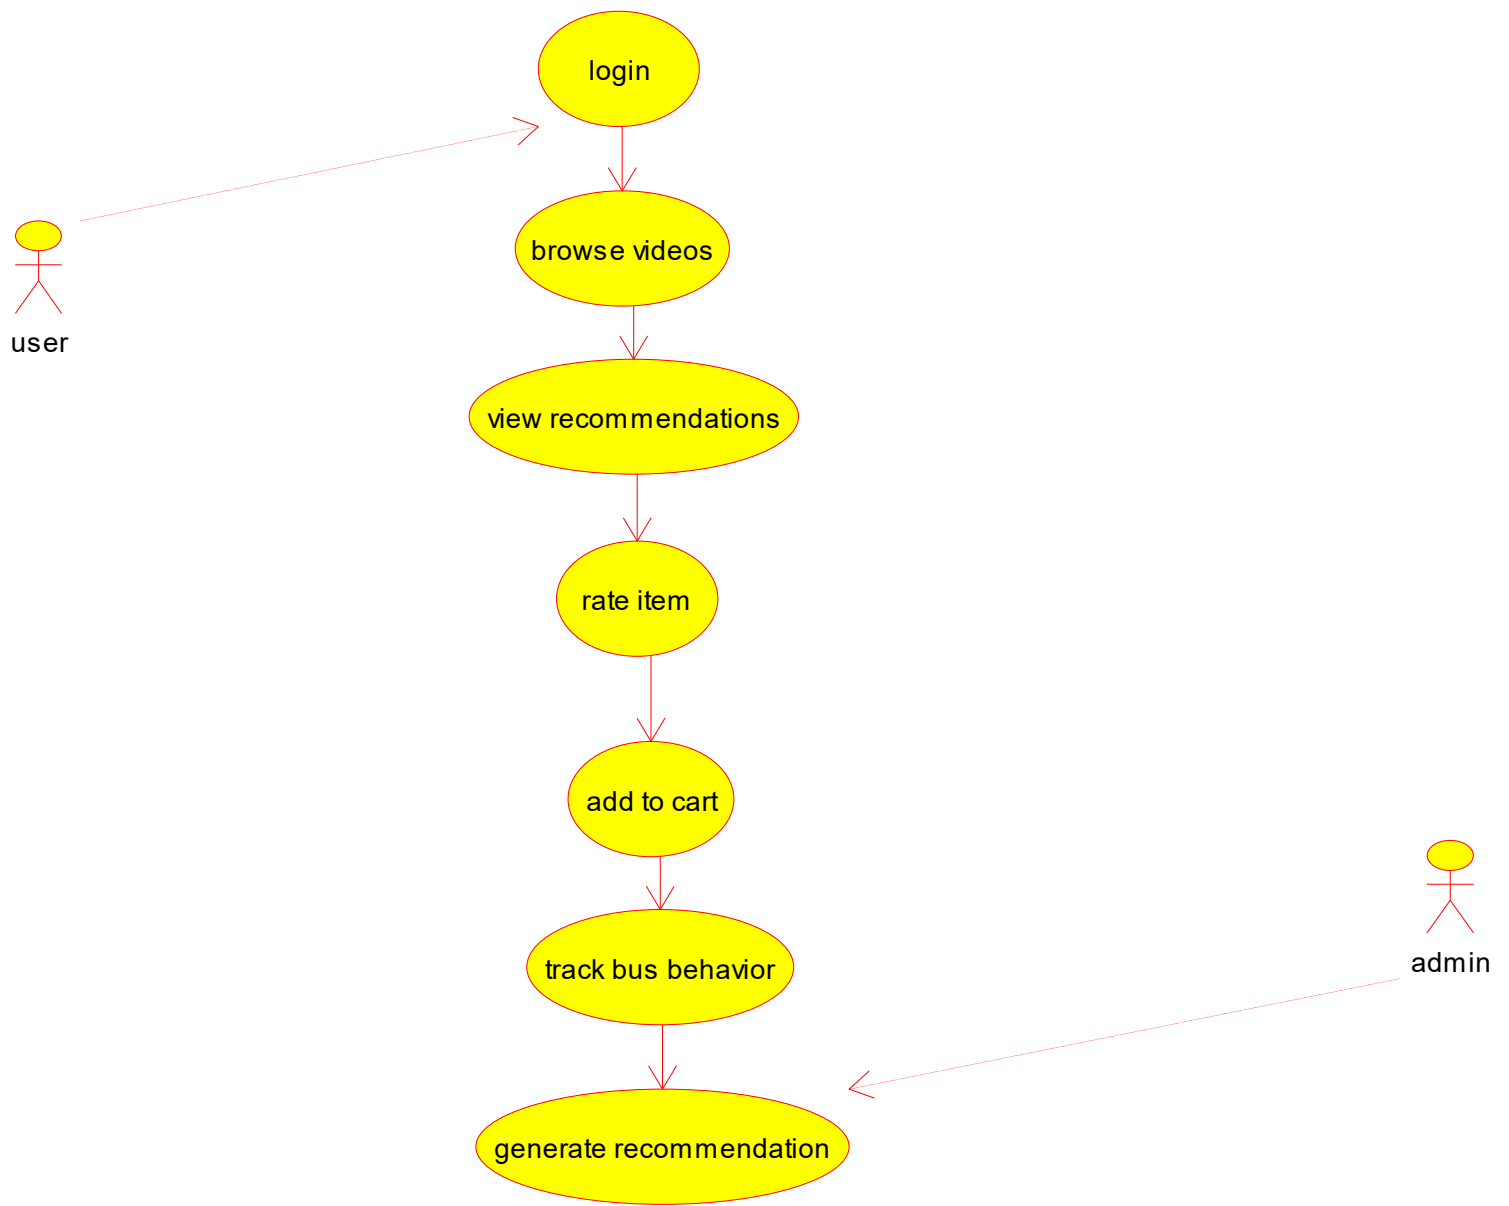 login
browse videos
user
view recommendations
rate item
add to cart
admin
track bus behavior
generate recommendation